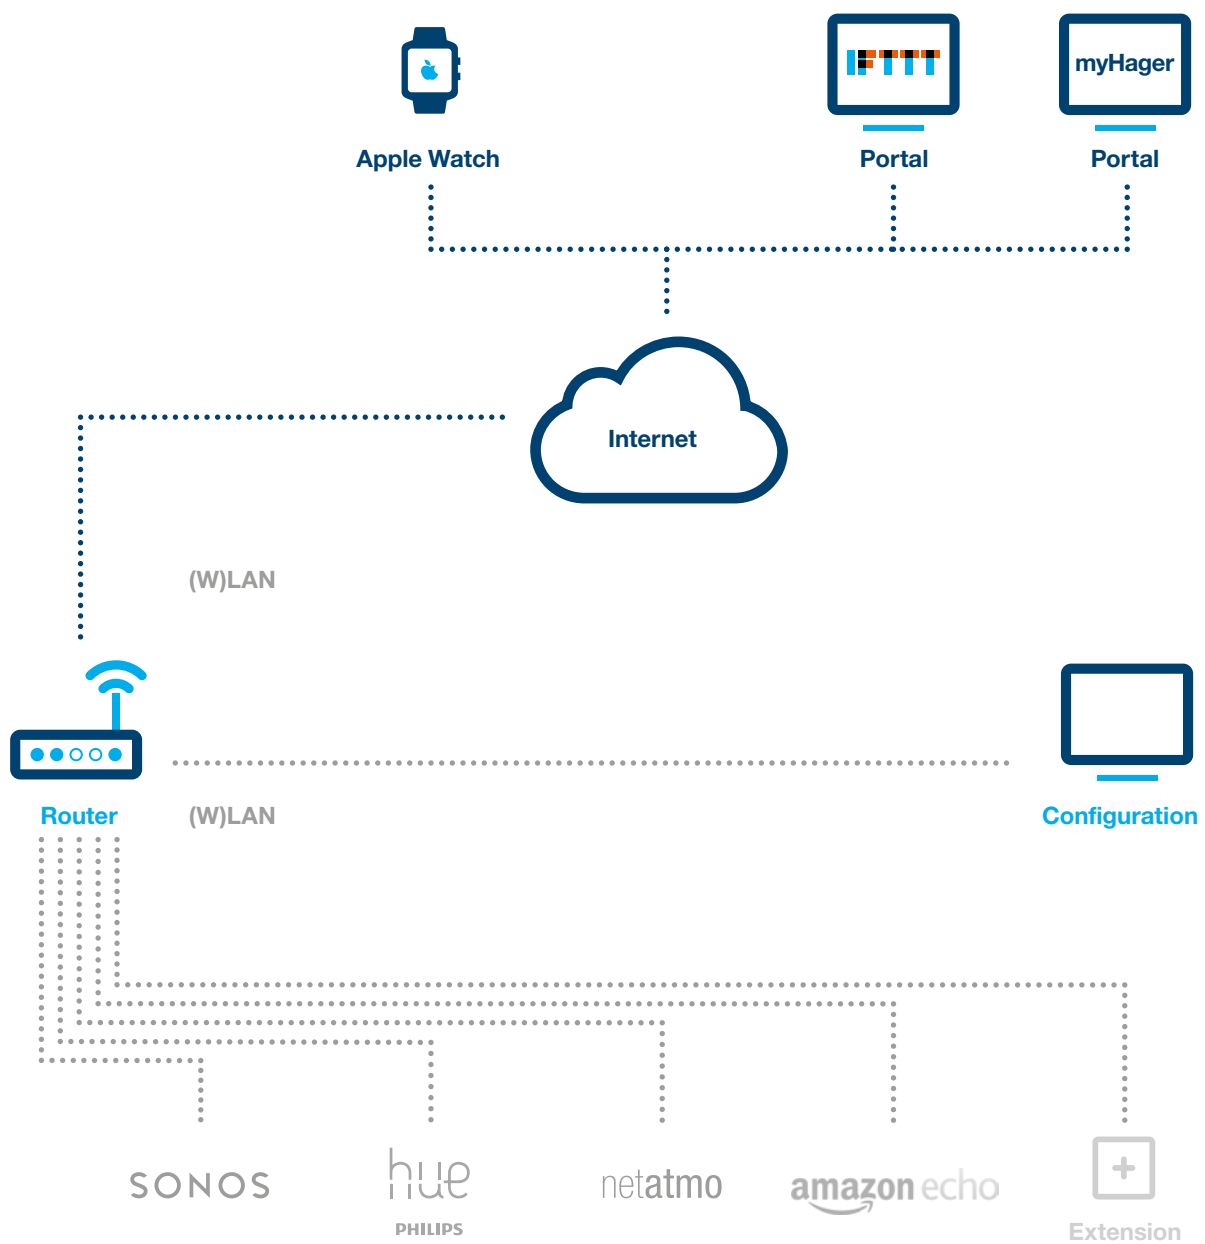 IFTTT
myHager
Apple Watch
Portal
Portal
Internet
(W)LAN
Router
(W)LAN
Configuration
SONOS
hue
PHILIPS
netatmo
amazon echo
Extension